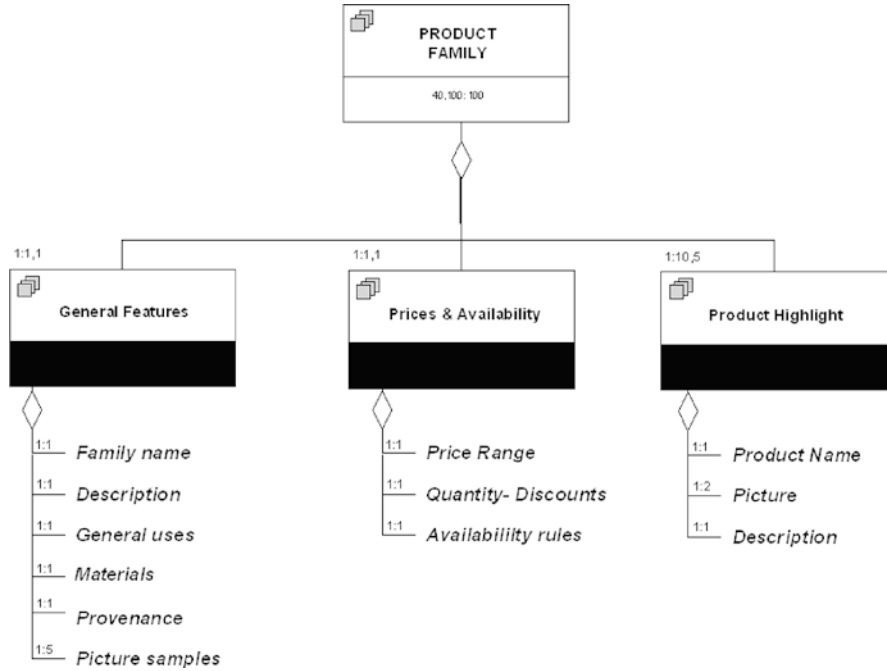 PRODUCT
FAMILY
40,100:100
1:1,1
General Features
1:1 Family name
1:1 Description
1:1 General uses
1:1 Materials
1:1 Provenance
1:5 Picture samples
1:1,1
Prices & Availability
1:1 Price Range
1:1 Quantity- Discounts
1:1 Availabililty rules
1:10,5
Product Highlight
1:1 Product Name
1:2 Picture
1:1 Description